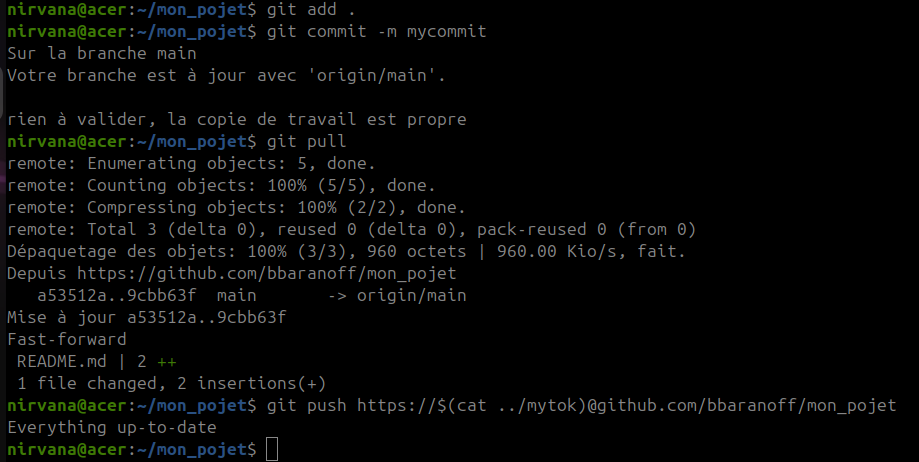 nirvana@acer:~/mon_pojet$ git add .
nirvana@acer:~/mon_pojet$ git commit -m mycommit
Sur la branche main
Votre branche est à jour avec 'origin/main'.
rien à valider, la copie de travail est propre
nirvana@acer:~/mon_pojet$ git pull
remote: Enumerating objects: 5, done.
remote: Counting objects: 100% (5/5), done.
remote: Compressing objects: 100% (2/2), done.
remote: Total 3 (delta 0), reused 0 (delta 0), pack-reused 0 (from 0)
Dépaquetage des objets: 100% (3/3), 960 octets | 960.00 Kio/s, fait.
Depuis https://github.com/bbaranoff/mon_pojet
   a53512a..9cbb63f  main       -> origin/main
Mise à jour a53512a..9cbb63f
Fast-forward
 README.md | 2 ++
 1 file changed, 2 insertions(+)
nirvana@acer:~/mon_pojet$ git push https://$(cat ../mytok)@github.com/bbaranoff/mon_pojet
Everything up-to-date
nirvana@acer:~/mon_pojet$